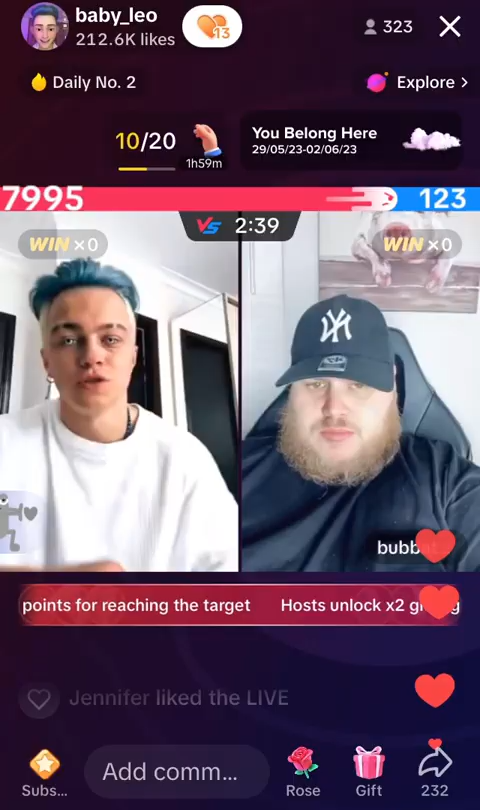 baby_leo
212.6K likes
13
323
Daily No. 2
Explore
10/20
1h59m
You Belong Here
29/05/23-02/06/23
7995
123
VS 2:39
WIN ×0
WIN ×0
NY
points for reaching the target Hosts unlock x2
Jennifer liked the LIVE
Subs...
Add comm...
Rose
Gift
232